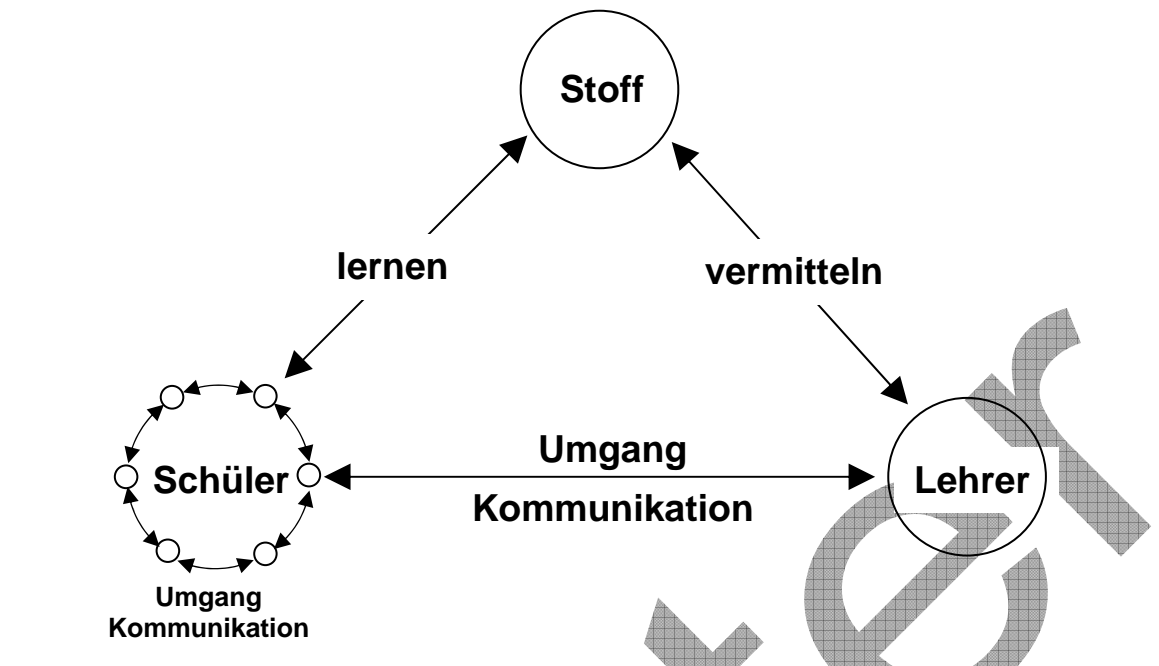 Stoff
lernen
vermitteln
Schüler
Umgang
Kommunikation
Lehrer
Umgang
Kommunikation